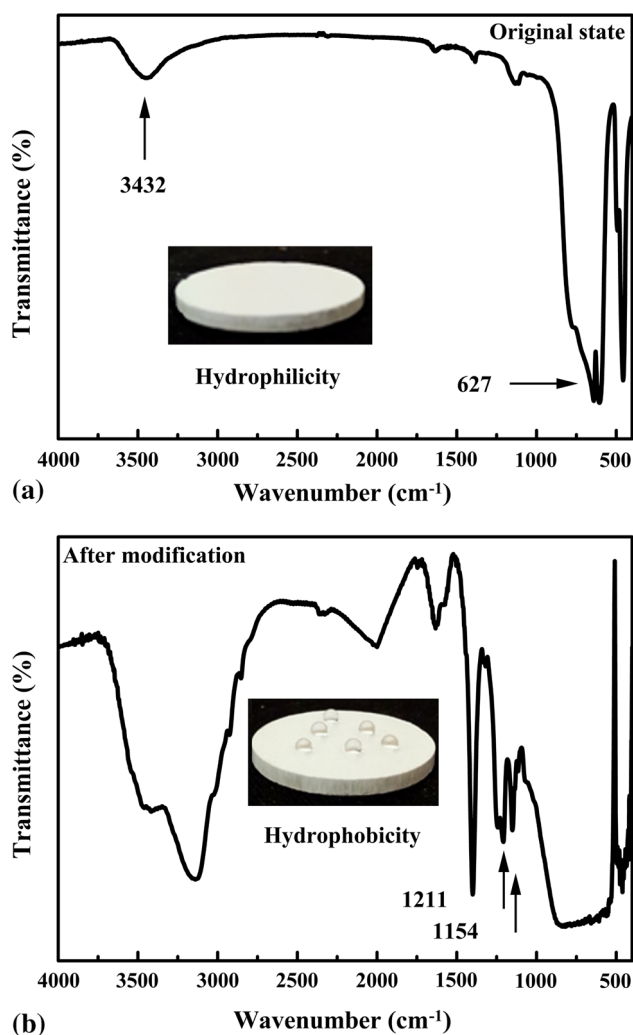 Original state
Transmittance (%)
3432
Hydrophilicity
627
4000 3500 3000 2500 2000 1500 1000 500
(a)
Wavenumber (cm⁻¹)
After modification
Transmittance (%)
Hydrophobicity
1211
1154
4000 3500 3000 2500 2000 1500 1000 500
(b)
Wavenumber (cm⁻¹)